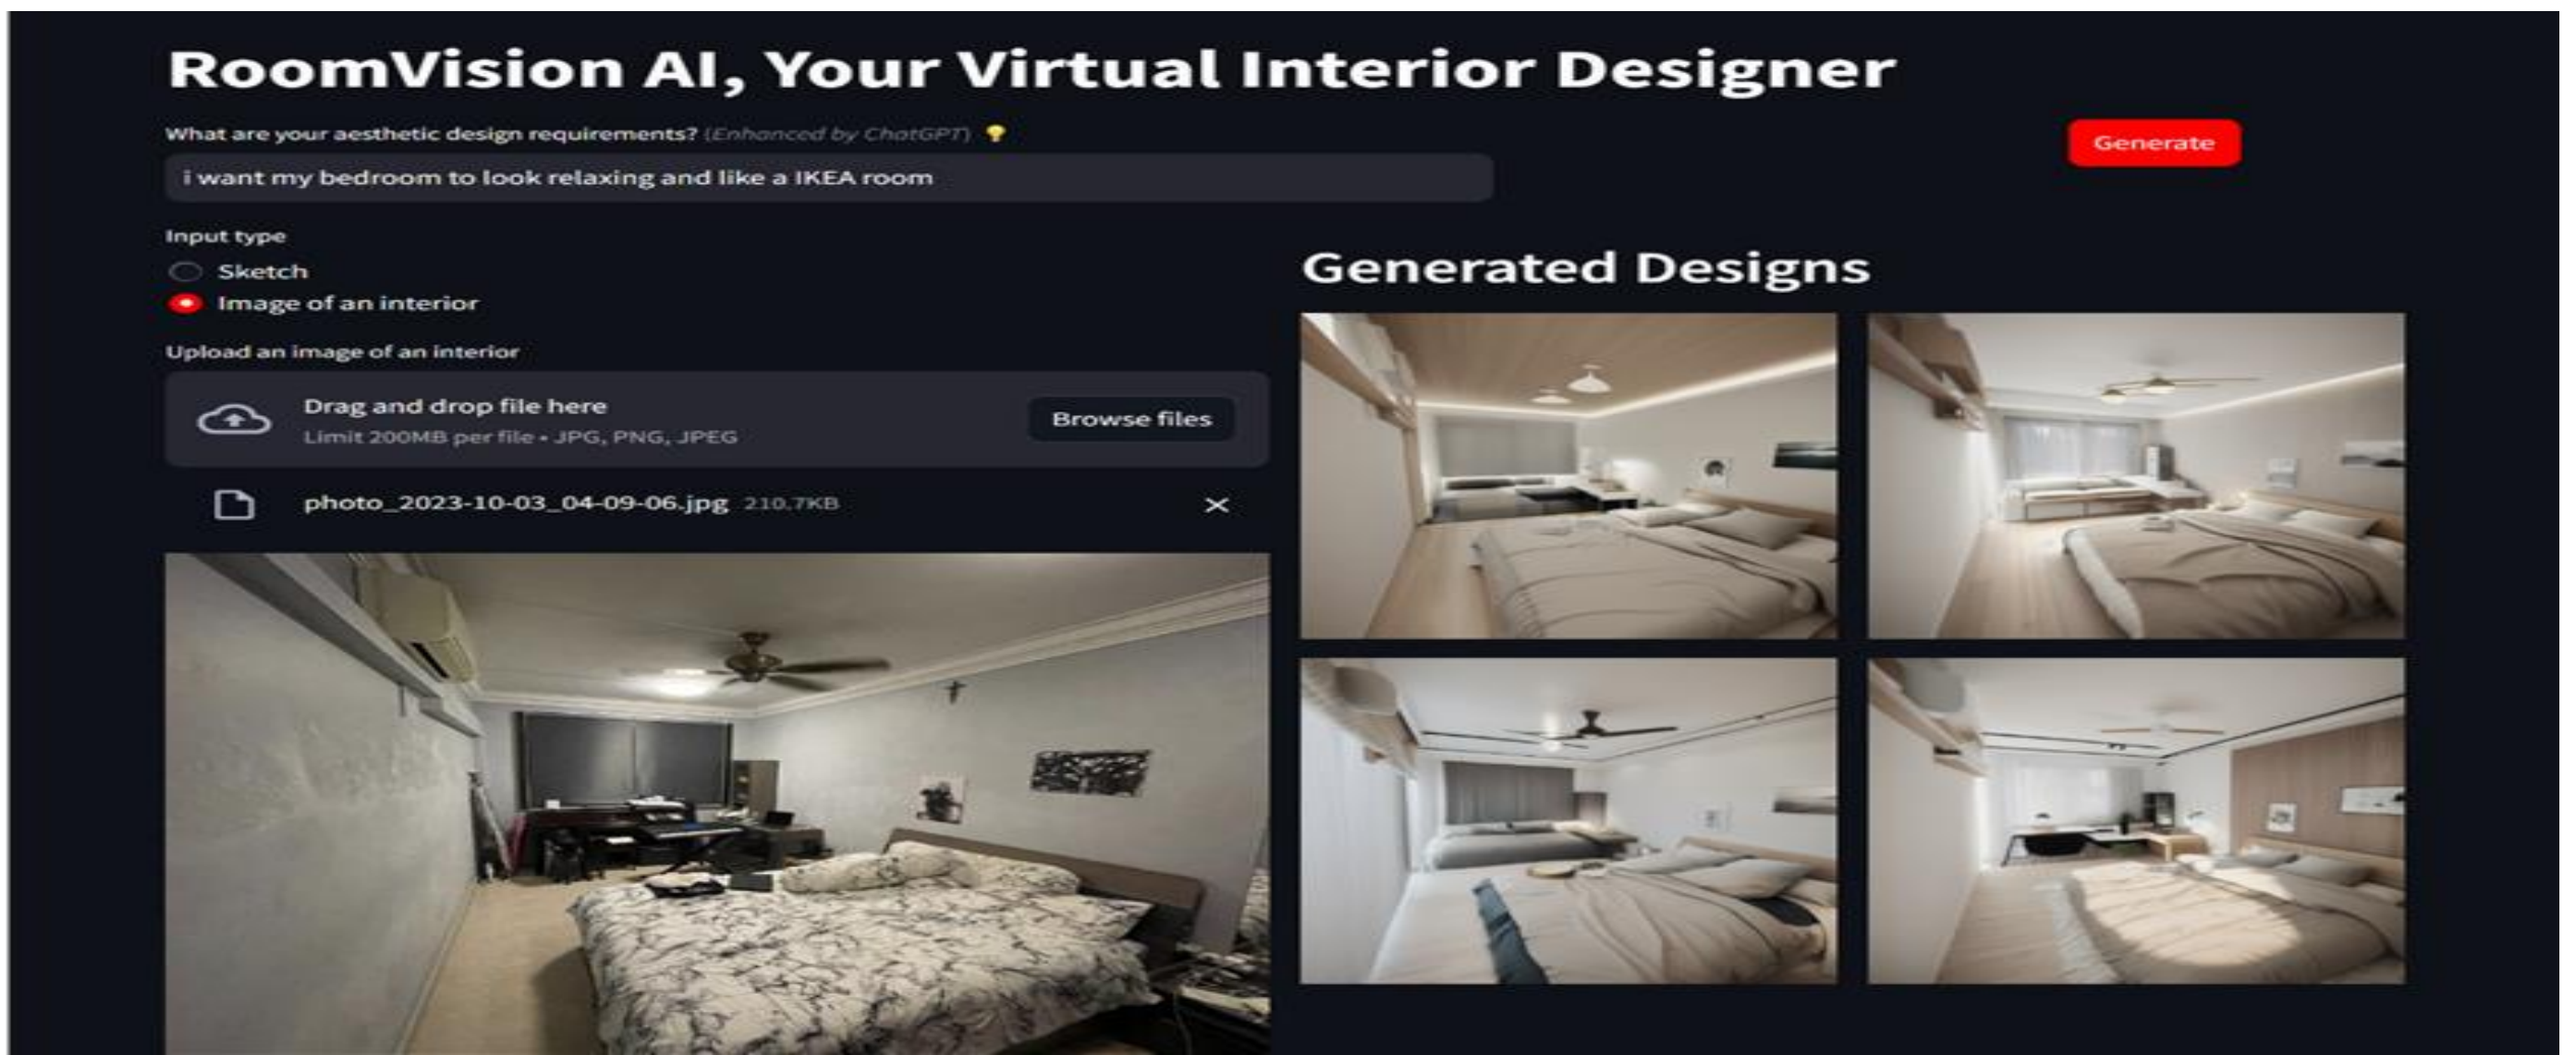 RoomVision AI, Your Virtual Interior Designer
What are your aesthetic design requirements? (Enhanced by ChatGPT) 💡
i want my bedroom to look relaxing and like a IKEA room
Generate
Input type
Sketch
Image of an interior
Upload an image of an interior
Drag and drop file here
Limit 200MB per file • JPG, PNG, JPEG
Browse files
photo_2023-10-03_04-09-06.jpg 210.7KB
Generated Designs